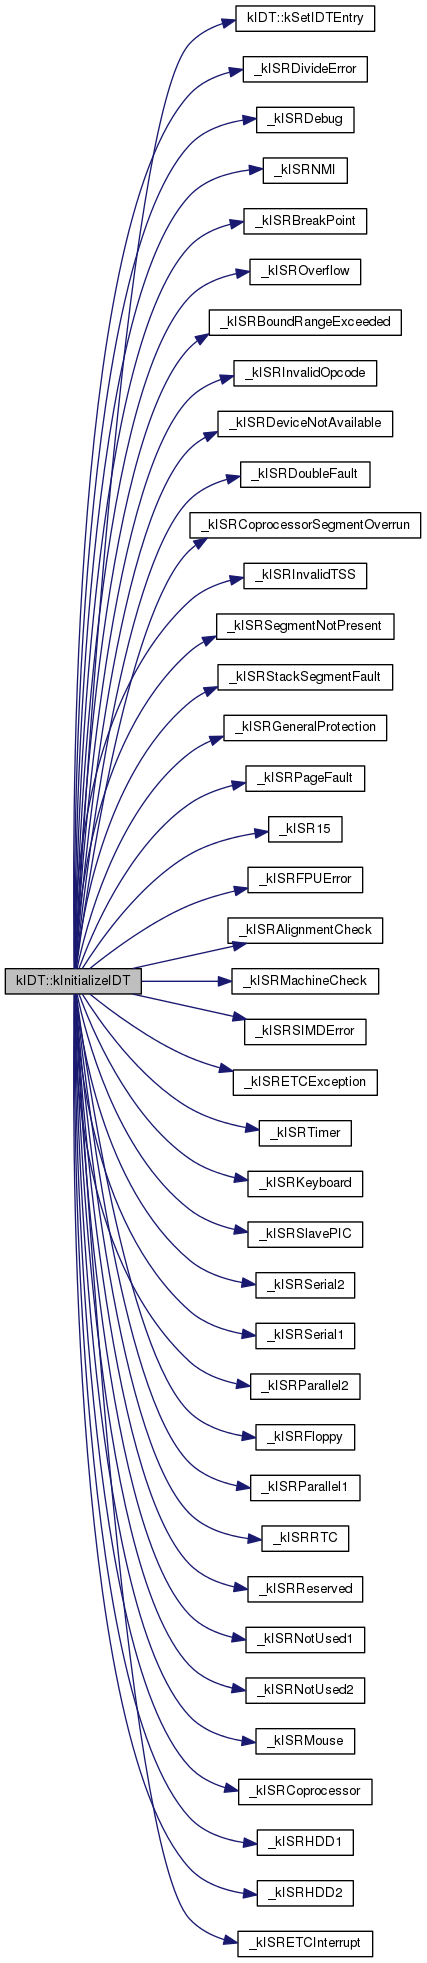 kIDT::kSetIDTEntry
_kISRDivideError
_kISRDebug
_kISRNMI
_kISRBreakPoint
_kISROverflow
_kISRBoundRangeExceeded
_kISRInvalidOpcode
_kISRDeviceNotAvailable
_kISRDoubleFault
_kISRCoprocessorSegmentOverrun
_kISRInvalidTSS
_kISRSegmentNotPresent
_kISRStackSegmentFault
_kISRGeneralProtection
_kISRPageFault
_kISR15
_kISRFPUError
_kISRAlignmentCheck
kIDT::kInitializeIDT
_kISRMachineCheck
_kISRSIMDError
_kISRETCException
_kISRTimer
_kISRKeyboard
_kISRSlavePIC
_kISRSerial2
_kISRSerial1
_kISRParallel2
_kISRFloppy
_kISRParallel1
_kISRRTC
_kISRReserved
_kISRNotUsed1
_kISRNotUsed2
_kISRMouse
_kISRCoprocessor
_kISRHDD1
_kISRHDD2
_kISRETCInterrupt